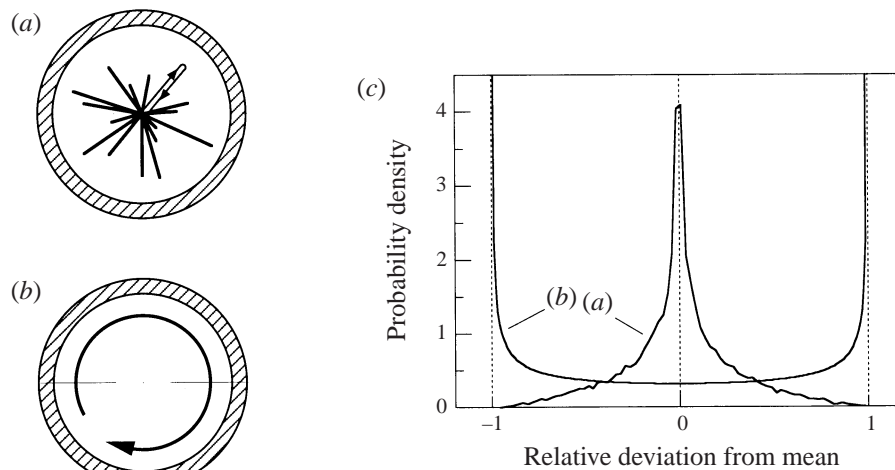 (a)
(b)
(c)
Probability density
4
3
2
1
0
(b) (a)
−1 0 1
Relative deviation from mean